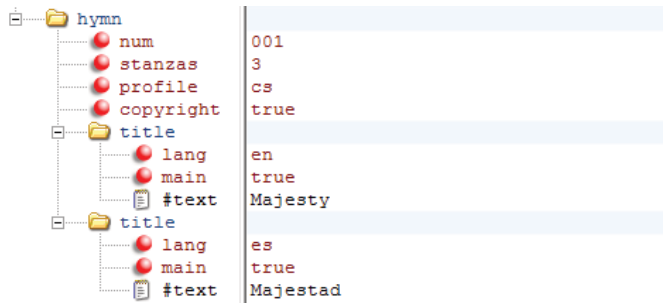 hymn
num 001
stanzas 3
profile cs
copyright true
title
lang en
main true
#text Majesty
title
lang es
main true
#text Majestad